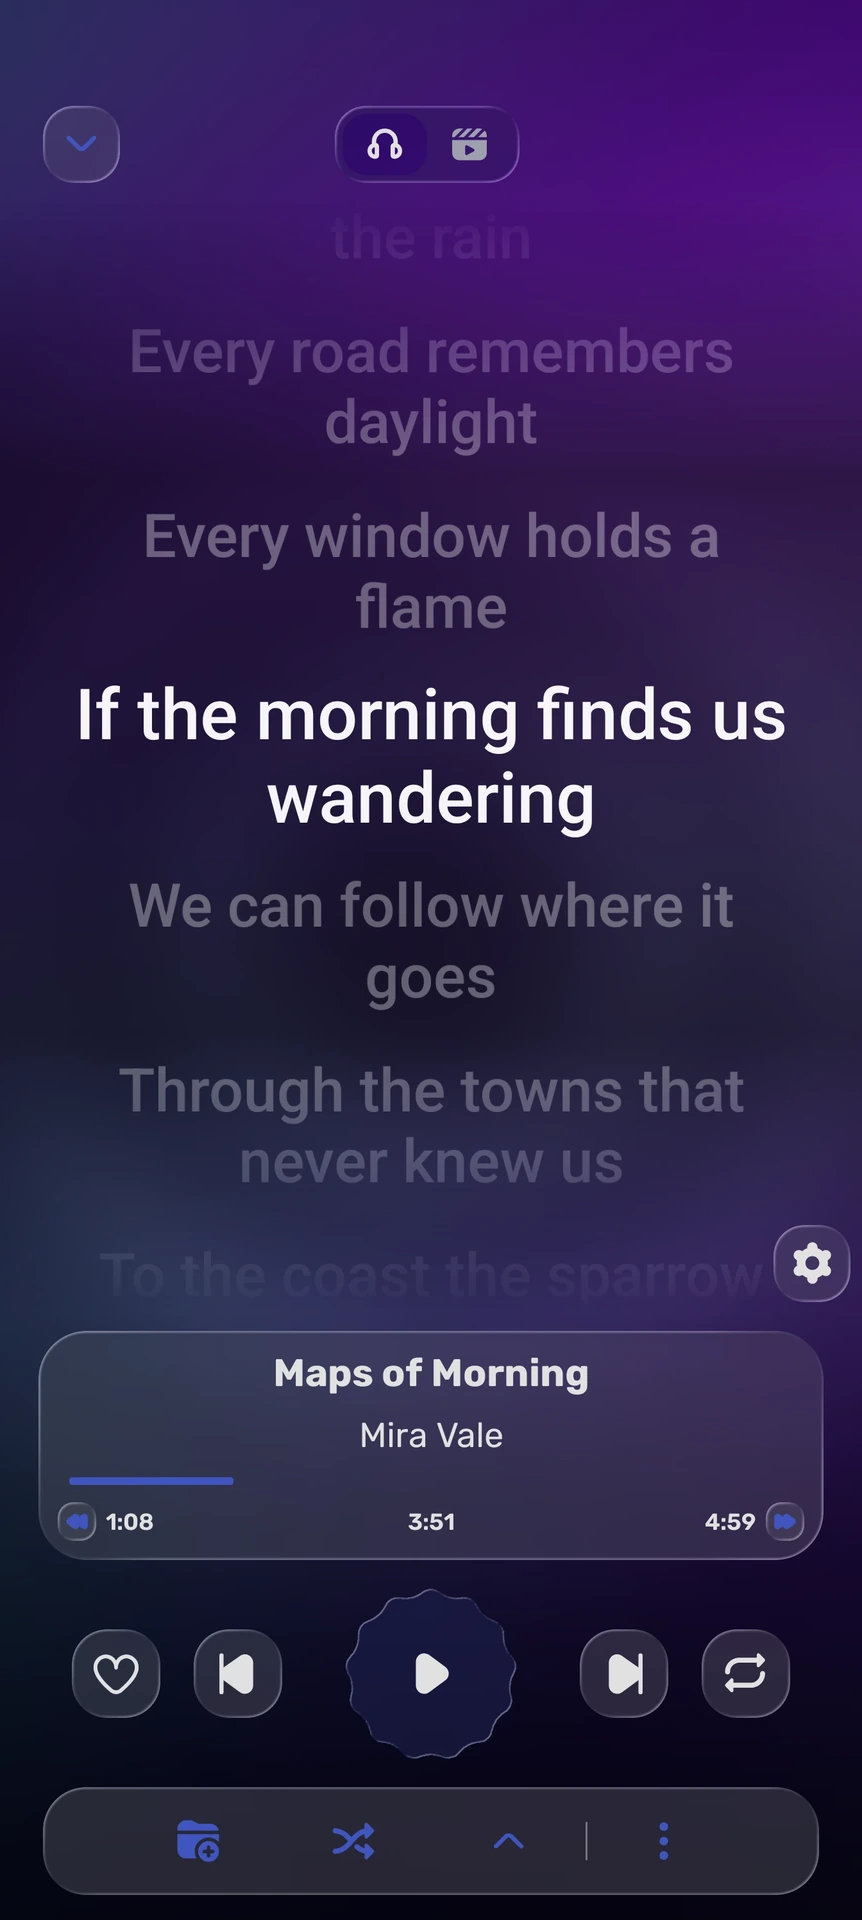 the rain
Every road remembers
daylight
Every window holds a
flame
If the morning finds us
wandering
We can follow where it
goes
Through the towns that
never knew us
To the coast the sparrow
Maps of Morning
Mira Vale
1:08 3:51 4:59